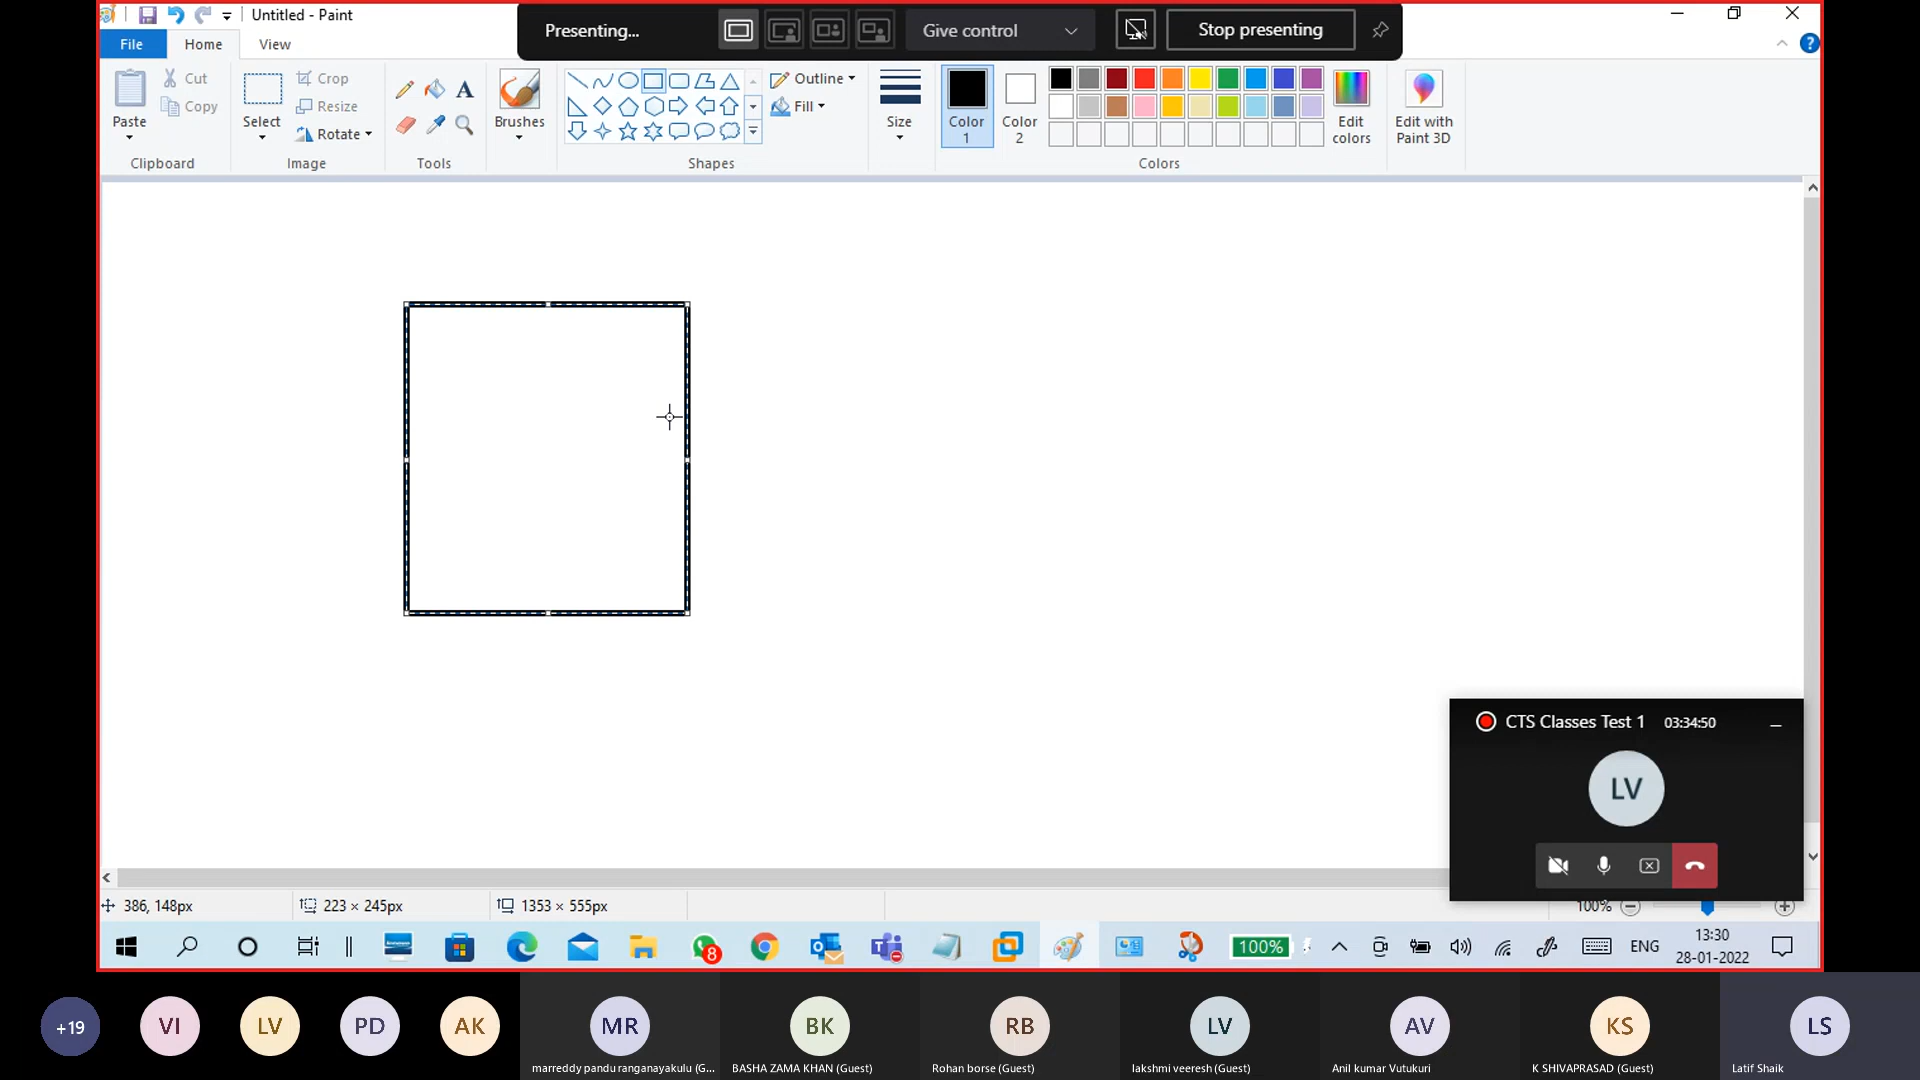 Untitled - Paint
Presenting...
Give control
Stop presenting
File
Home
View
Cut
Copy
Paste
Clipboard
Crop
Resize
Rotate
Select
Image
A
Tools
Brushes
Outline
Fill
Shapes
Size
Color
1
Color
2
Edit
colors
Edit with
Paint 3D
Colors
CTS Classes Test 1 03:34:50
LV
386, 148px
223 × 245px
1353 × 555px
100%
8
100%
ENG
13:30
28-01-2022
+19
VI
LV
PD
AK
MR
BK
RB
LV
AV
KS
LS
marreddy pandu ranganayakulu (G...
BASHA ZAMA KHAN (Guest)
Rohan borse (Guest)
lakshmi veeresh (Guest)
Anil kumar Vutukuri
K SHIVAPRASAD (Guest)
Latif Shaik